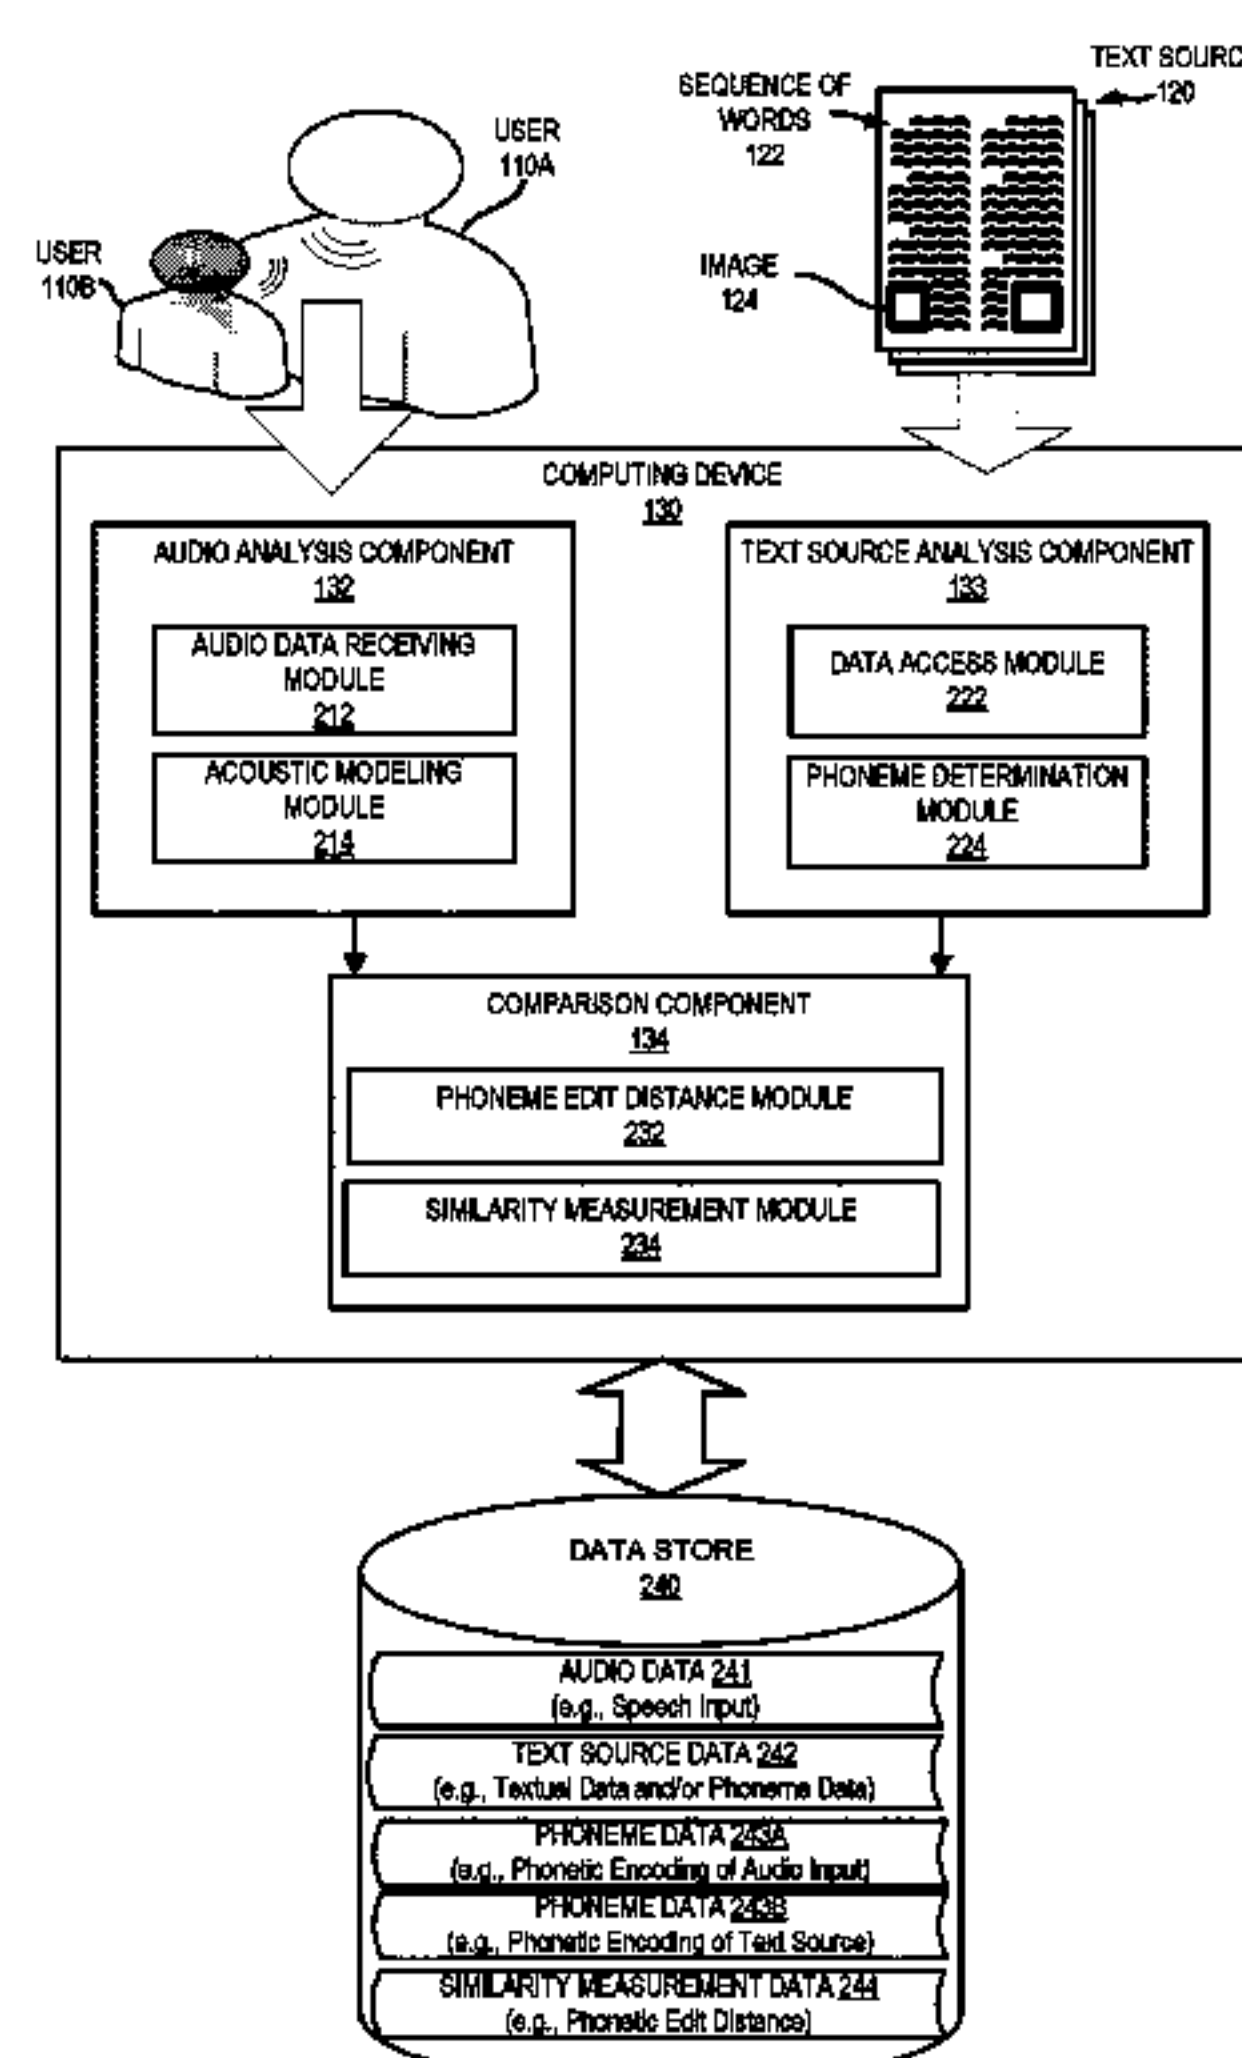 TEXT SOURC
120
SEQUENCE OF
WORDS
122
USER
110A
USER
110B
IMAGE
124
COMPUTING DEVICE
130
AUDIO ANALYSIS COMPONENT
132
AUDIO DATA RECEIVING
MODULE
212
ACOUSTIC MODELING
MODULE
214
TEXT SOURCE ANALYSIS COMPONENT
133
DATA ACCESS MODULE
222
PHONEME DETERMINATION
MODULE
224
COMPARISON COMPONENT
134
PHONEME EDIT DISTANCE MODULE
232
SIMILARITY MEASUREMENT MODULE
234
DATA STORE
240
AUDIO DATA 241
(e.g., Speech Input)
TEXT SOURCE DATA 242
(e.g., Textual Data and/or Phoneme Data)
PHONEME DATA 243A
(e.g., Phonetic Encoding of Audio Input)
PHONEME DATA 243B
(e.g., Phonetic Encoding of Text Source)
SIMILARITY MEASUREMENT DATA 244
(e.g., Phonetic Edit Distance)